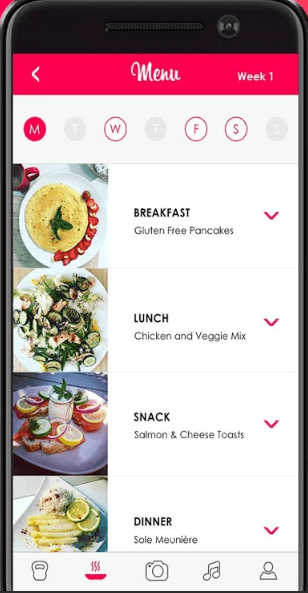 Menu
Week 1
M T W T F S S
BREAKFAST
Gluten Free Pancakes
LUNCH
Chicken and Veggie Mix
SNACK
Salmon & Cheese Toasts
DINNER
Sole Meunière